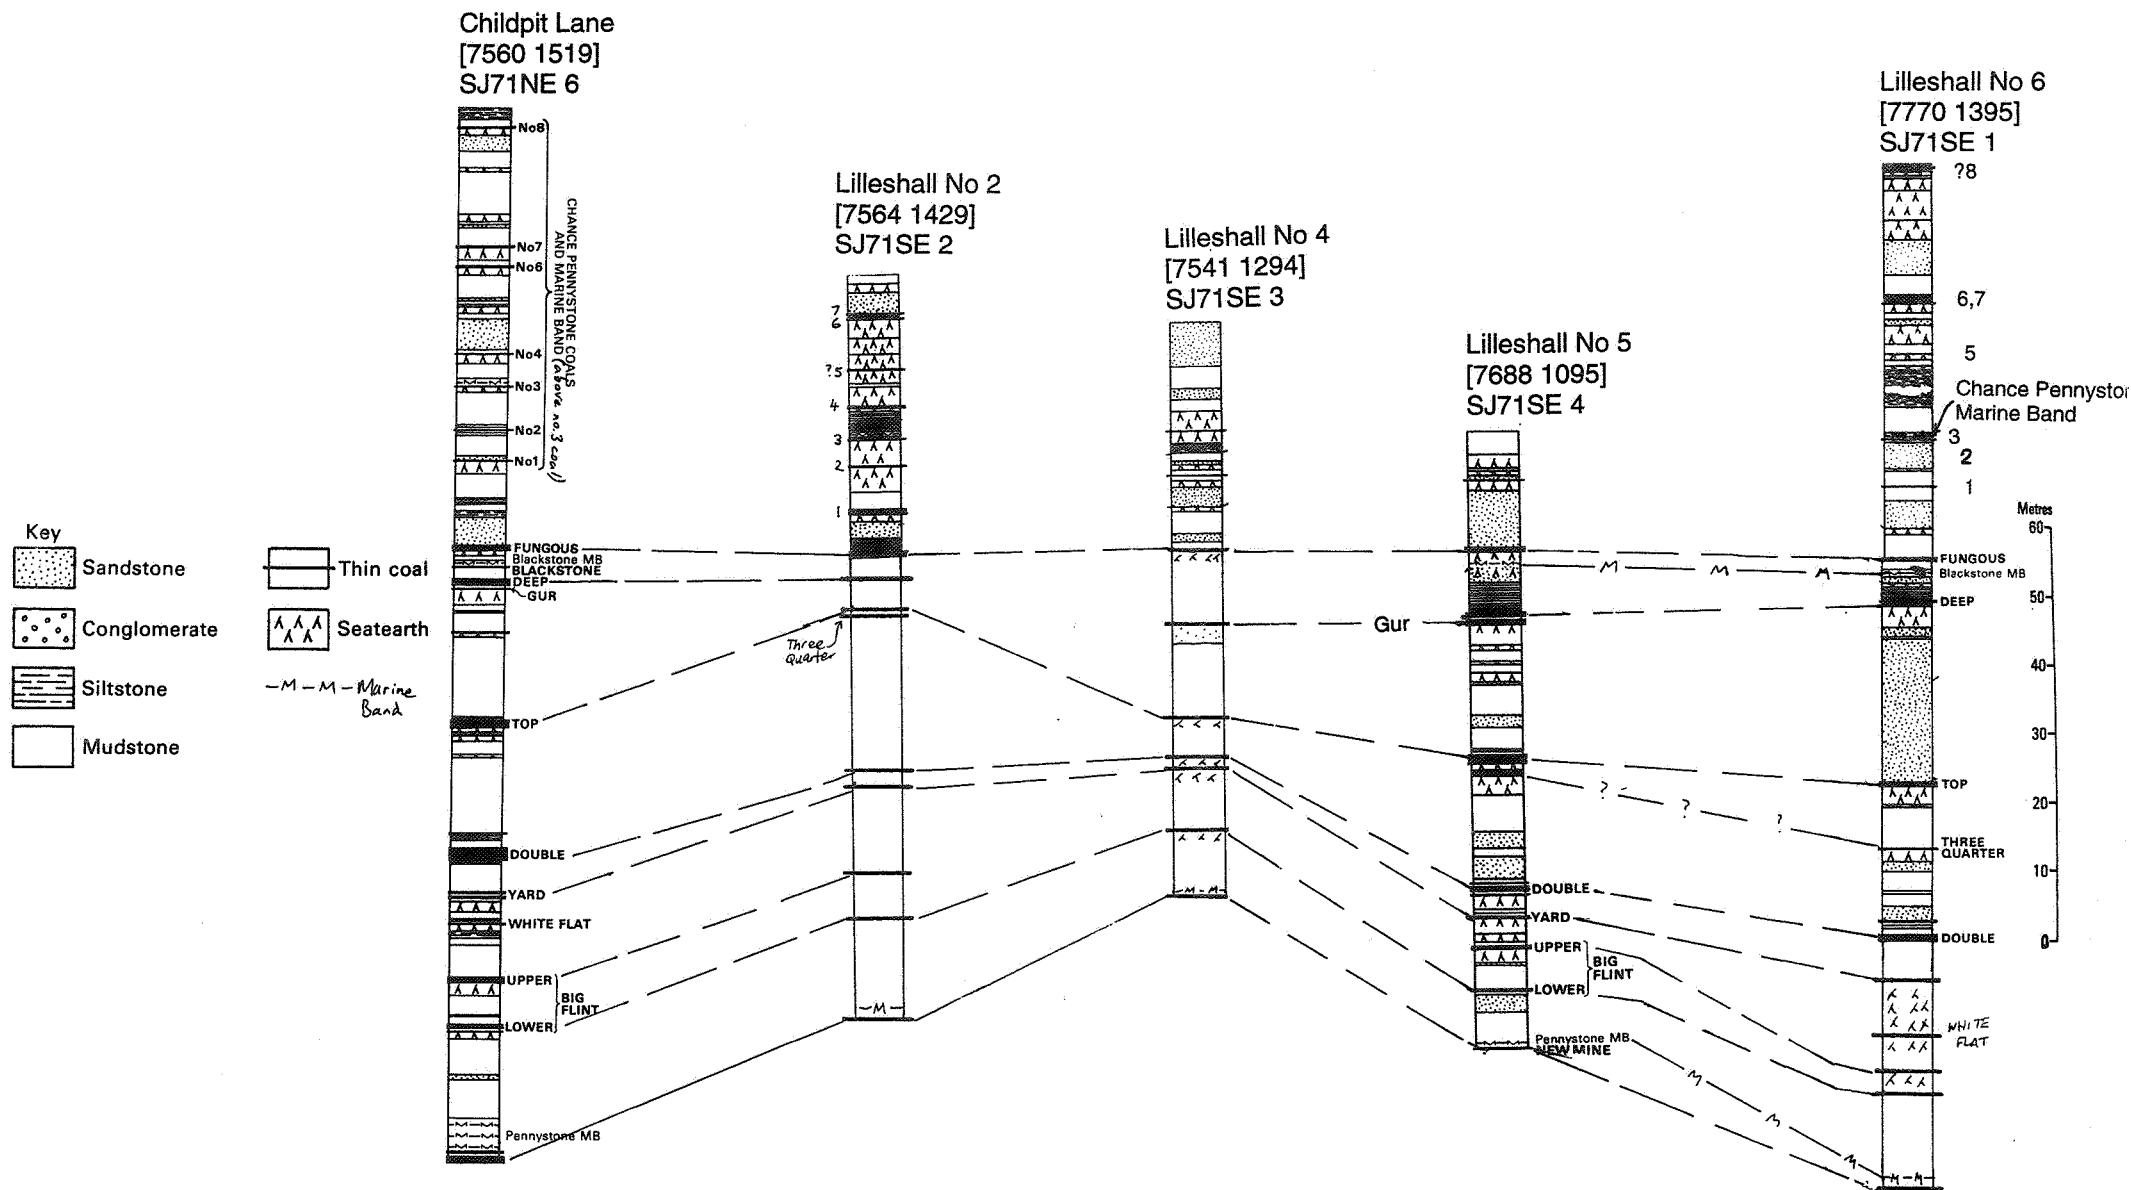 Childpit Lane
[7560 1519]
SJ71NE 6
No8
No7
No6
No4
No3
No2
No1
CHANCE PENNYSTONE COALS
AND MARINE BAND (above no.3 coal)
FUNGOUS
Blackstone MB
BLACKSTONE
DEEP
GUR
TOP
DOUBLE
YARD
WHITE FLAT
UPPER
BIG
FLINT
LOWER
Pennystone MB
Key
Sandstone
Conglomerate
Siltstone
Mudstone
Thin coal
Seatearth
-M-M-Marine
Band
Lilleshall No 2
[7564 1429]
SJ71SE 2
7
6
?5
4
3
2
1
Three
Quarter
M
Lilleshall No 4
[7541 1294]
SJ71SE 3
M M
Gur
Lilleshall No 5
[7688 1095]
SJ71SE 4
M M M
? ? ?
DOUBLE
YARD
UPPER
BIG
FLINT
LOWER
Pennystone MB
NEW MINE
M M M
Lilleshall No 6
[7770 1395]
SJ71SE 1
?8
6,7
5
Chance Pennysto
Marine Band
3
2
1
FUNGOUS
Blackstone MB
DEEP
TOP
THREE
QUARTER
DOUBLE
WHITE
FLAT
M M
Metres
60
50
40
30
20
10
0